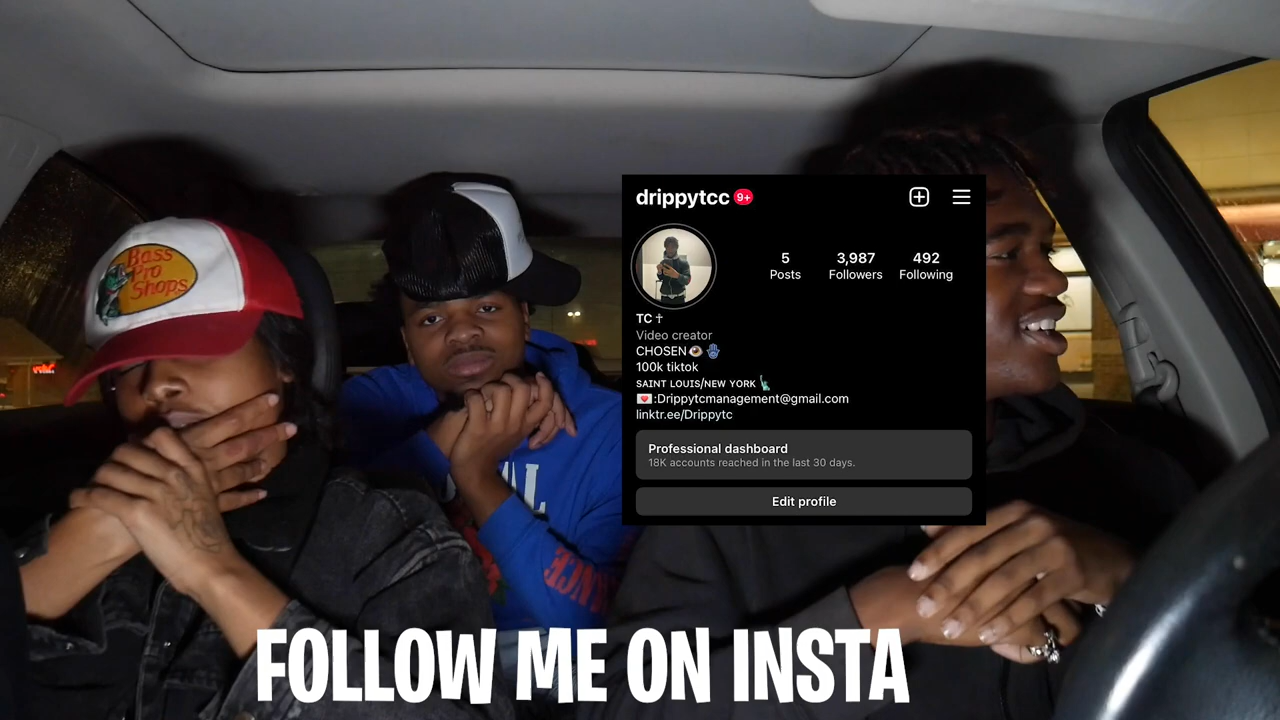 Bass
Pro
Shops
drippytcc 9+
5 3,987 492
Posts Followers Following
TC ✝
Video creator
CHOSEN👁️🪬
100k tiktok
SAINT LOUIS/NEW YORK🗽
💌:Drippytcmanagement@gmail.com
linktr.ee/Drippytc
Professional dashboard
18K accounts reached in the last 30 days.
Edit profile
FOLLOW ME ON INSTA